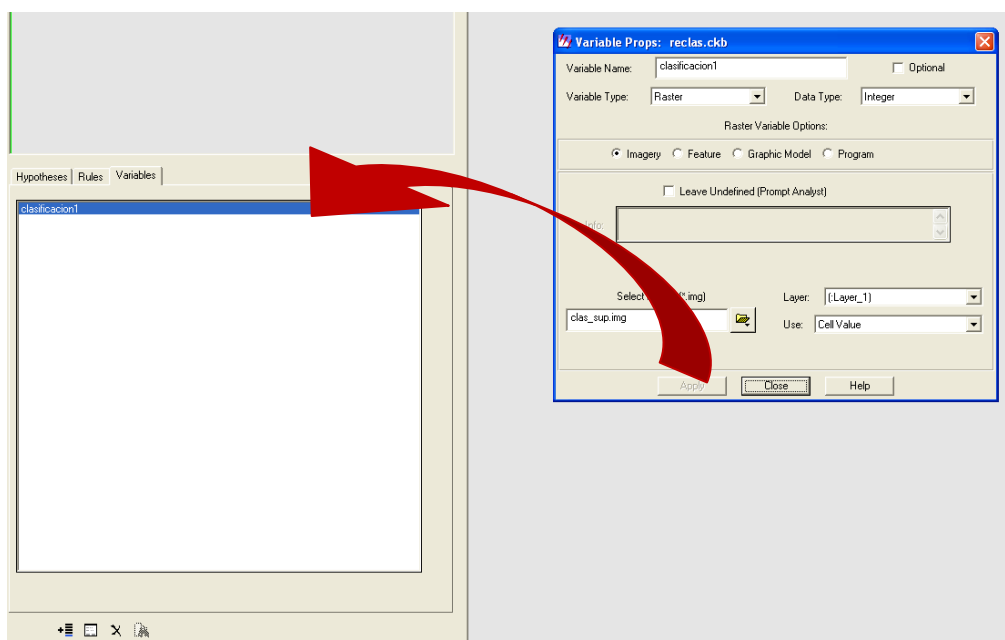 Hypotheses Rules Variables
clasificacion1
Variable Props: reclas.ckb
Variable Name: clasificacion1 Optional
Variable Type: Raster Data Type: Integer
Raster Variable Options:
Imagery Feature Graphic Model Program
Leave Undefined (Prompt Analyst)
Info:
Select (*.img) Layer: (:Layer_1)
clas_sup.img Use: Cell Value
Apply Close Help